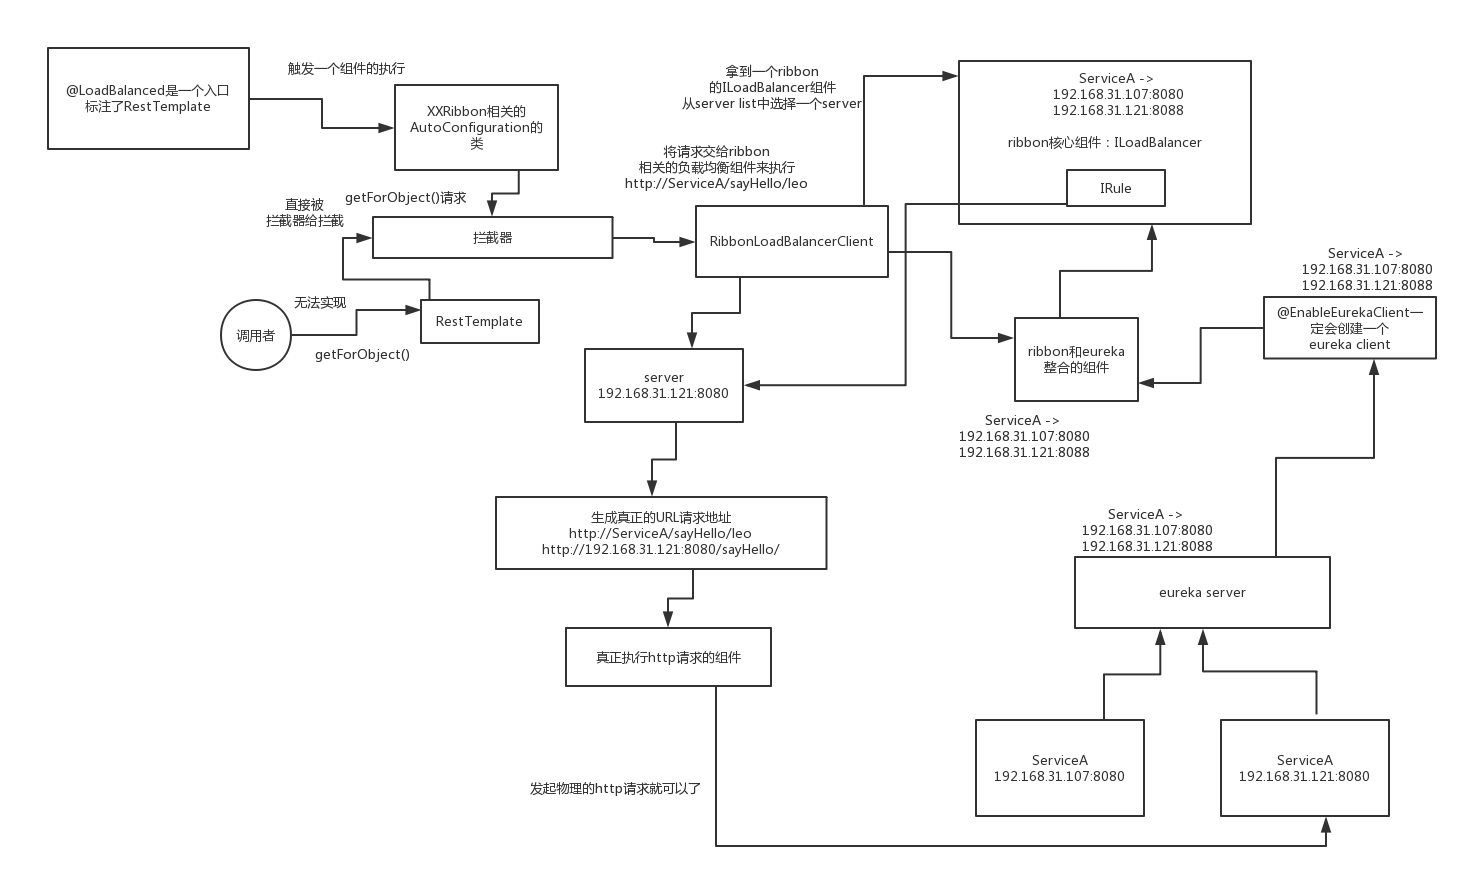 @LoadBalanced是一个入口
标注了RestTemplate
触发一个组件的执行
XXRibbon相关的
AutoConfiguration的
类
拿到一个ribbon
的ILoadBalancer组件
从server list中选择一个server
ServiceA ->
192.168.31.107:8080
192.168.31.121:8088
ribbon核心组件：ILoadBalancer
IRule
将请求交给ribbon
相关的负载均衡组件来执行
http://ServiceA/sayHello/leo
getForObject()请求
直接被
拦截器给拦截
拦截器
RibbonLoadBalancerClient
ServiceA ->
192.168.31.107:8080
192.168.31.121:8088
@EnableEurekaClient一
定会创建一个
eureka client
无法实现
调用者
getForObject()
RestTemplate
ribbon和eureka
整合的组件
server
192.168.31.121:8080
ServiceA ->
192.168.31.107:8080
192.168.31.121:8088
生成真正的URL请求地址
http://ServiceA/sayHello/leo
http://192.168.31.121:8080/sayHello/
ServiceA ->
192.168.31.107:8080
192.168.31.121:8088
eureka server
真正执行http请求的组件
ServiceA
192.168.31.107:8080
ServiceA
192.168.31.121:8080
发起物理的http请求就可以了